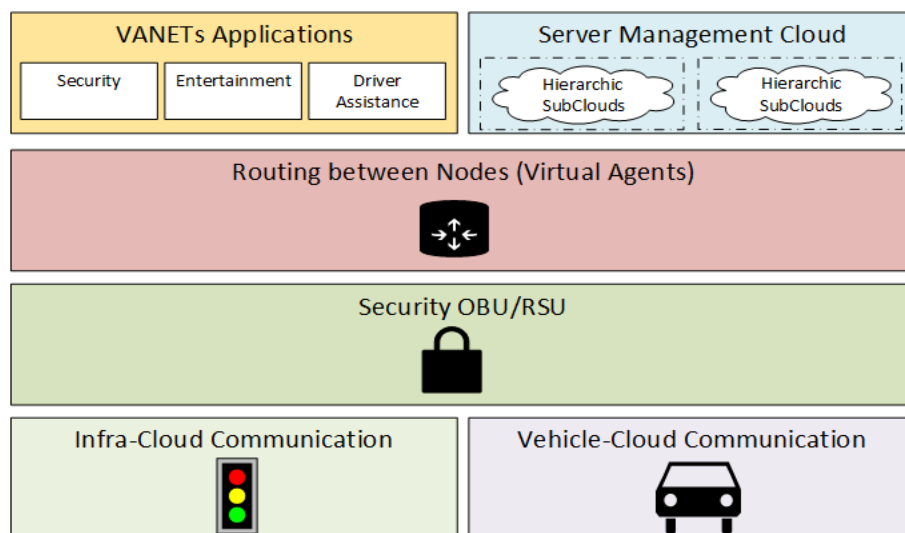 VANETs Applications
Security
Entertainment
Driver
Assistance
Server Management Cloud
Hierarchic
SubClouds
Hierarchic
SubClouds
Routing between Nodes (Virtual Agents)
Security OBU/RSU
Infra-Cloud Communication
Vehicle-Cloud Communication